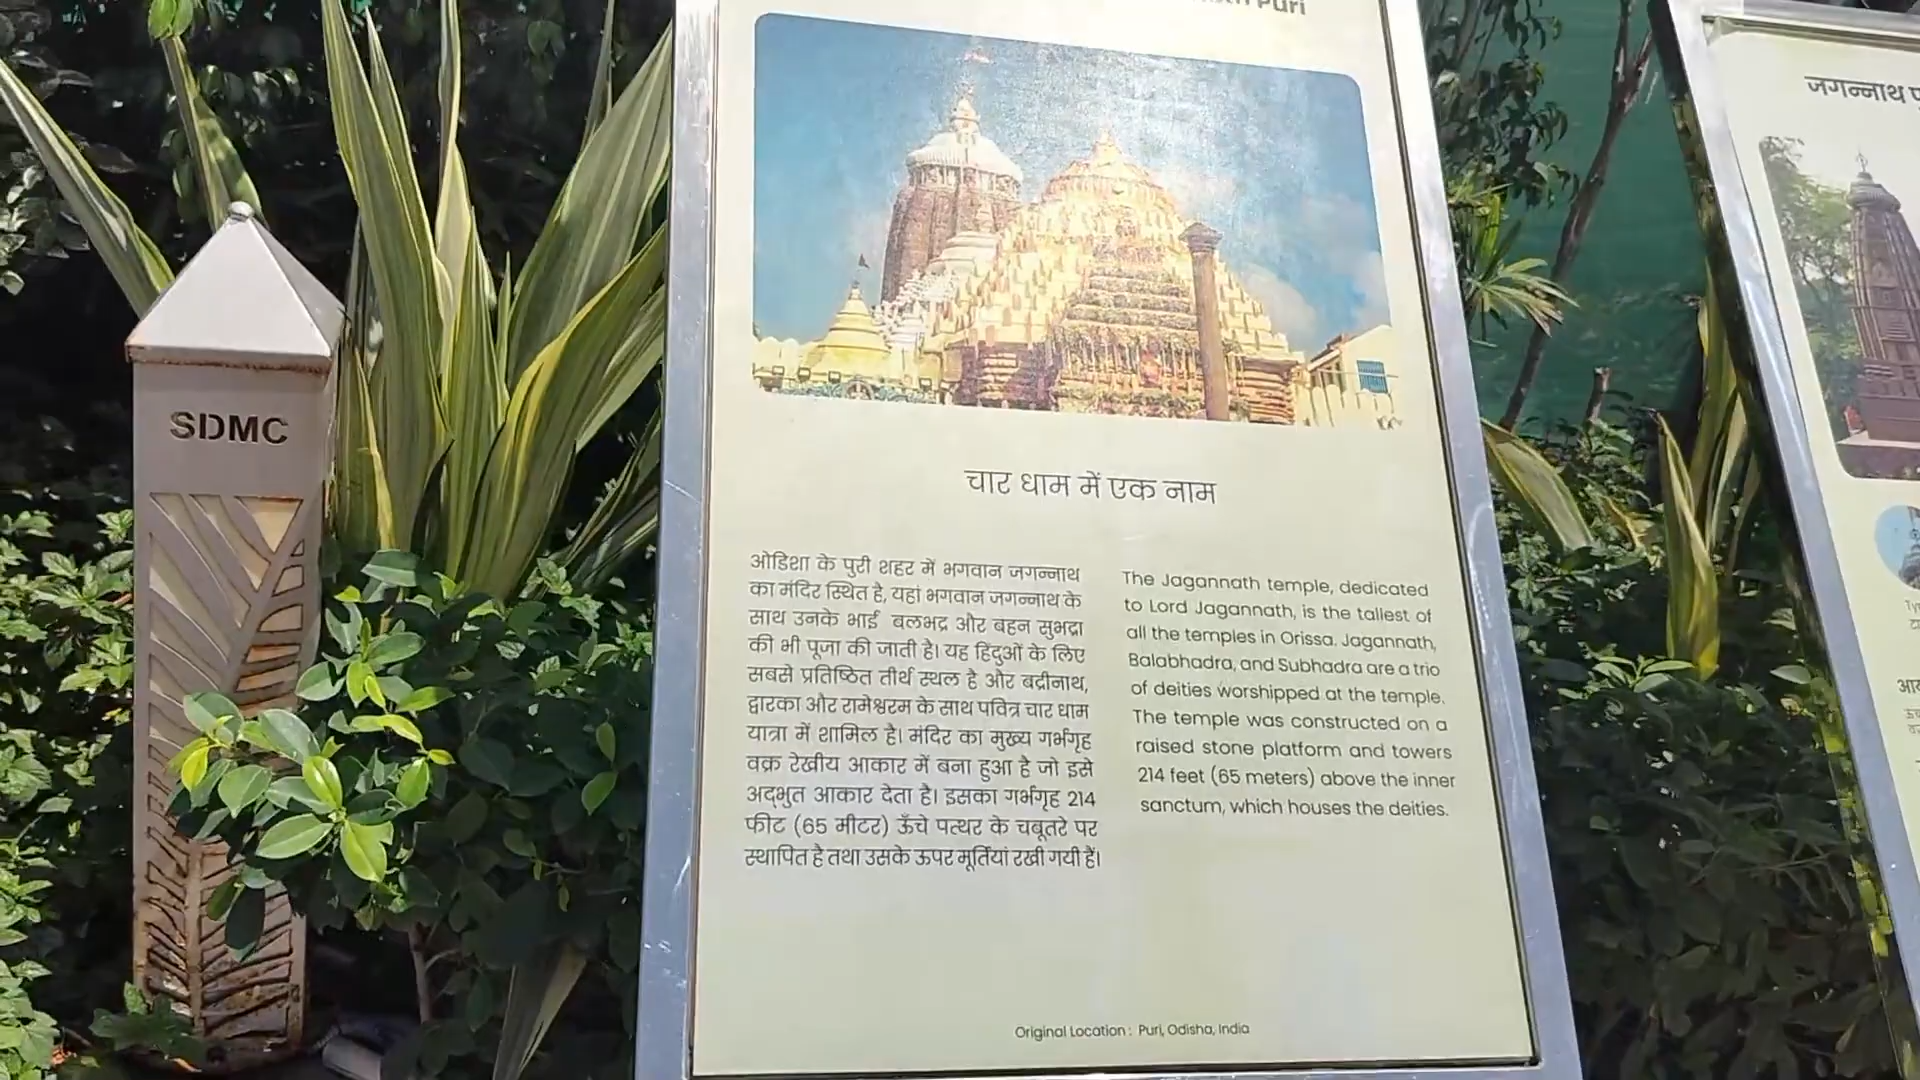 Puri
SDMC
चार धाम में एक नाम
ओडिशा के पुरी शहर में भगवान जगन्नाथ
का मंदिर स्थित है, यहां भगवान जगन्नाथ के
साथ उनके भाई बलभद्र और बहन सुभद्रा
की भी पूजा की जाती है। यह हिंदुओं के लिए
सबसे प्रतिष्ठित तीर्थ स्थल है और बद्रीनाथ,
द्वारका और रामेश्वरम के साथ पवित्र चार धाम
यात्रा में शामिल है। मंदिर का मुख्य गर्भगृह
वक्र रेखीय आकार में बना हुआ है जो इसे
अद्भुत आकार देता है। इसका गर्भगृह 214
फीट (65 मीटर) ऊँचे पत्थर के चबूतरे पर
स्थापित है तथा उसके ऊपर मूर्तियां रखी गयी हैं।
The Jagannath temple, dedicated
to Lord Jagannath, is the tallest of
all the temples in Orissa. Jagannath,
Balabhadra, and Subhadra are a trio
of deities worshipped at the temple.
The temple was constructed on a
raised stone platform and towers
214 feet (65 meters) above the inner
sanctum, which houses the deities.
Original Location : Puri, Odisha, India
जगन्नाथ